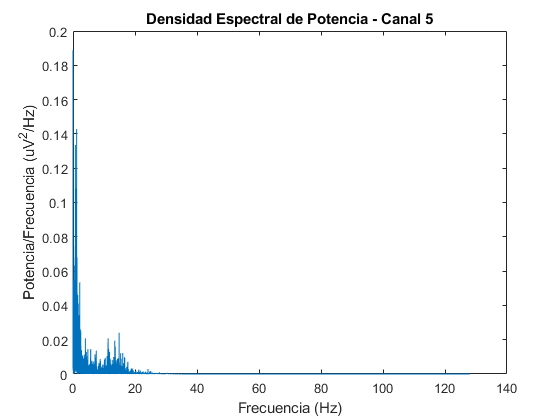 Densidad Espectral de Potencia - Canal 5
0.2
0.18
0.16
0.14
0.12
0.1
0.08
0.06
0.04
0.02
0
Potencia/Frecuencia (uV²/Hz)
0 20 40 60 80 100 120 140
Frecuencia (Hz)